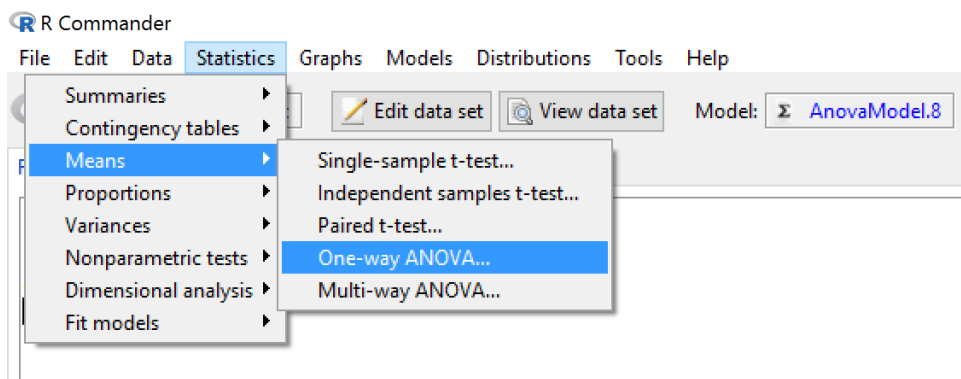 R Commander
File Edit Data Statistics Graphs Models Distributions Tools Help
Edit data set View data set Model: Σ AnovaModel.8
Summaries
Contingency tables
Means
Proportions
Variances
Nonparametric tests
Dimensional analysis
Fit models
Single-sample t-test...
Independent samples t-test...
Paired t-test...
One-way ANOVA...
Multi-way ANOVA...